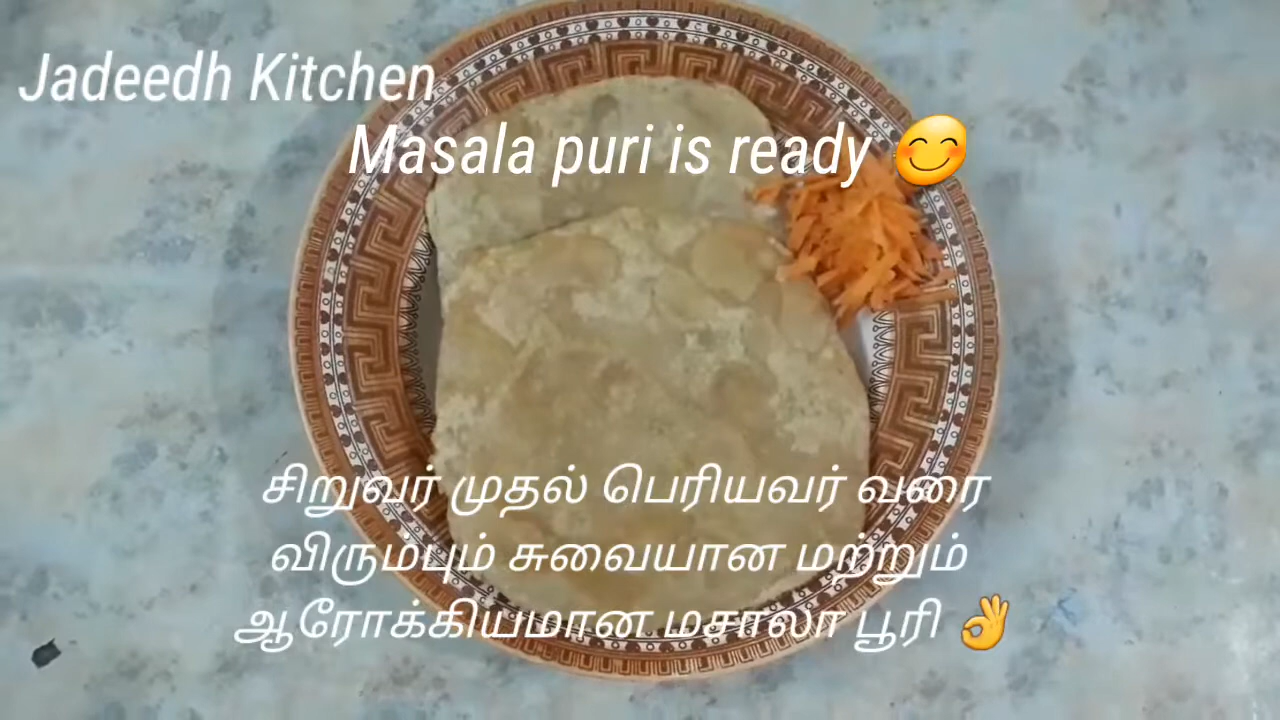 Jadeedh Kitchen
Masala puri is ready 😊
சிறுவர் முதல் பெரியவர் வரை
விரும்பும் சுவையான மற்றும்
ஆரோக்கியமான மசாலா பூரி 👌